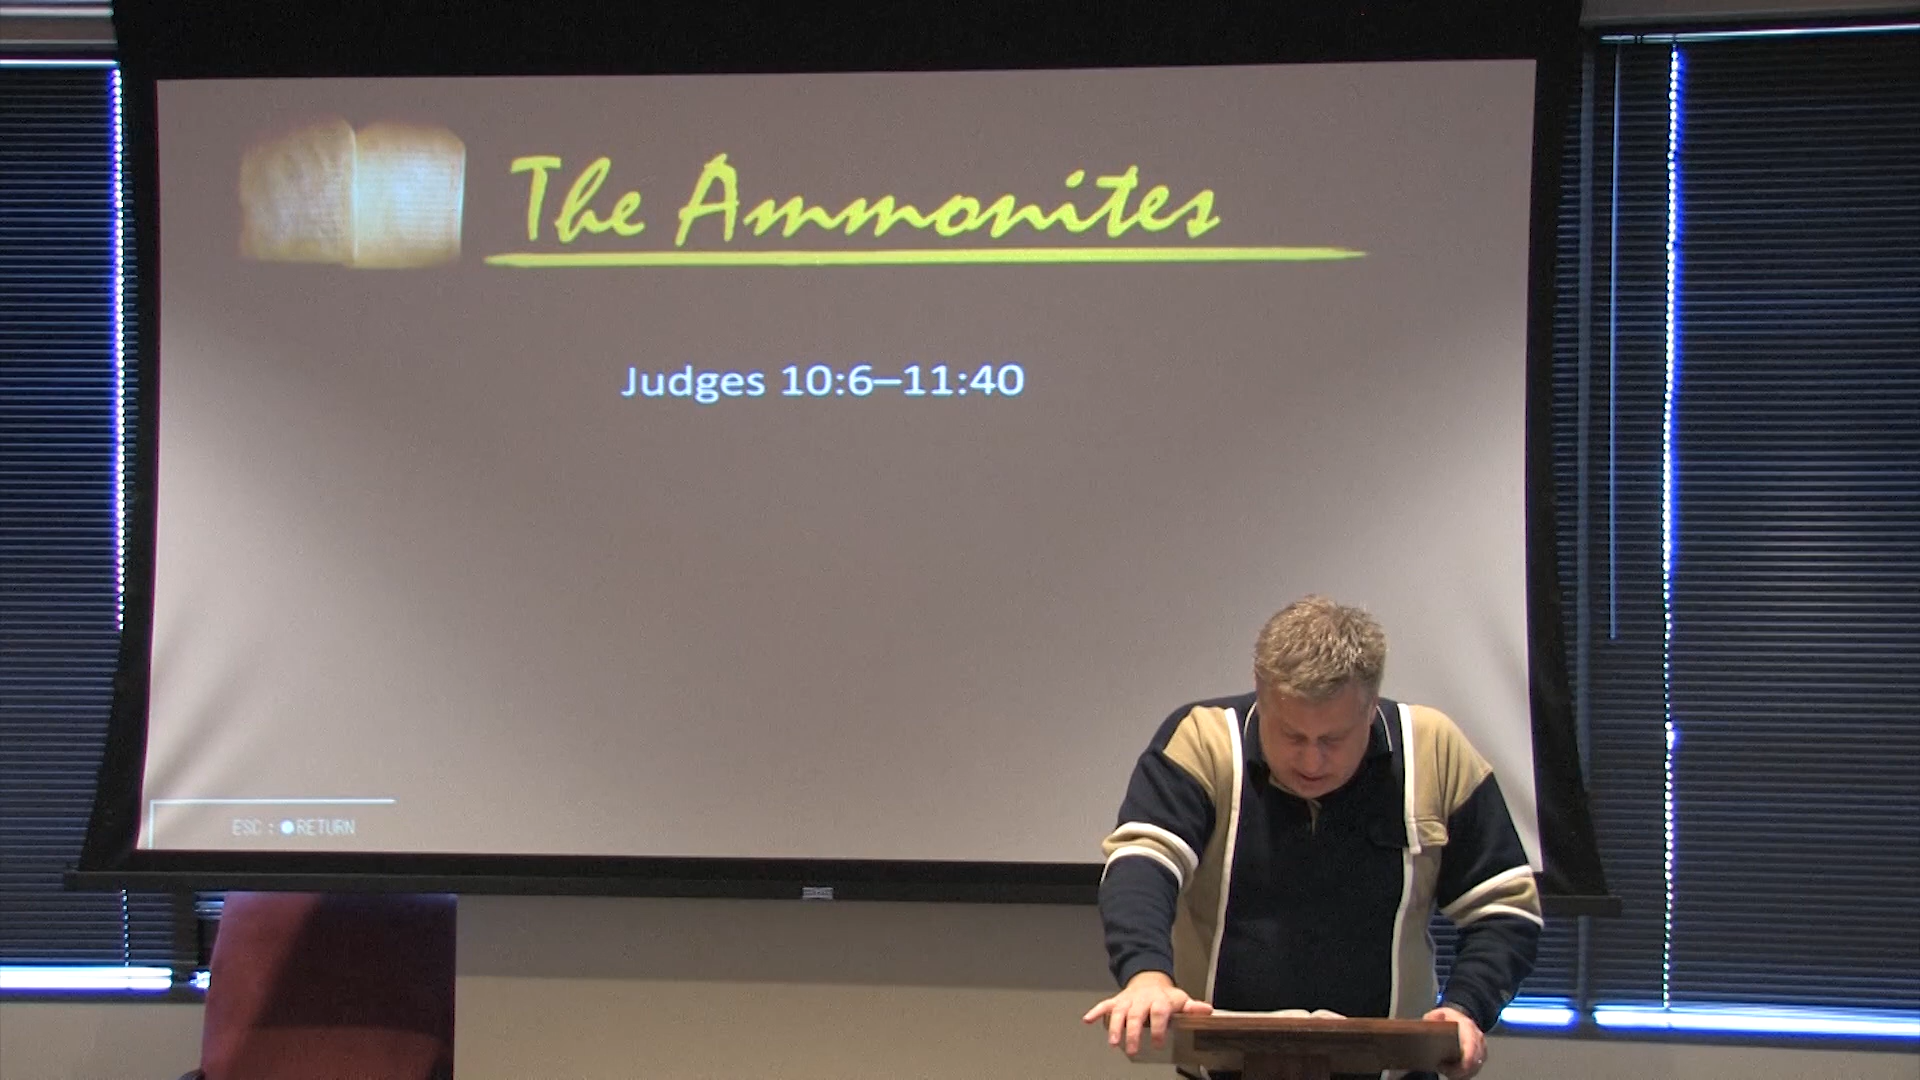 The Ammonites
Judges 10:6–11:40
ESC : ●RETURN